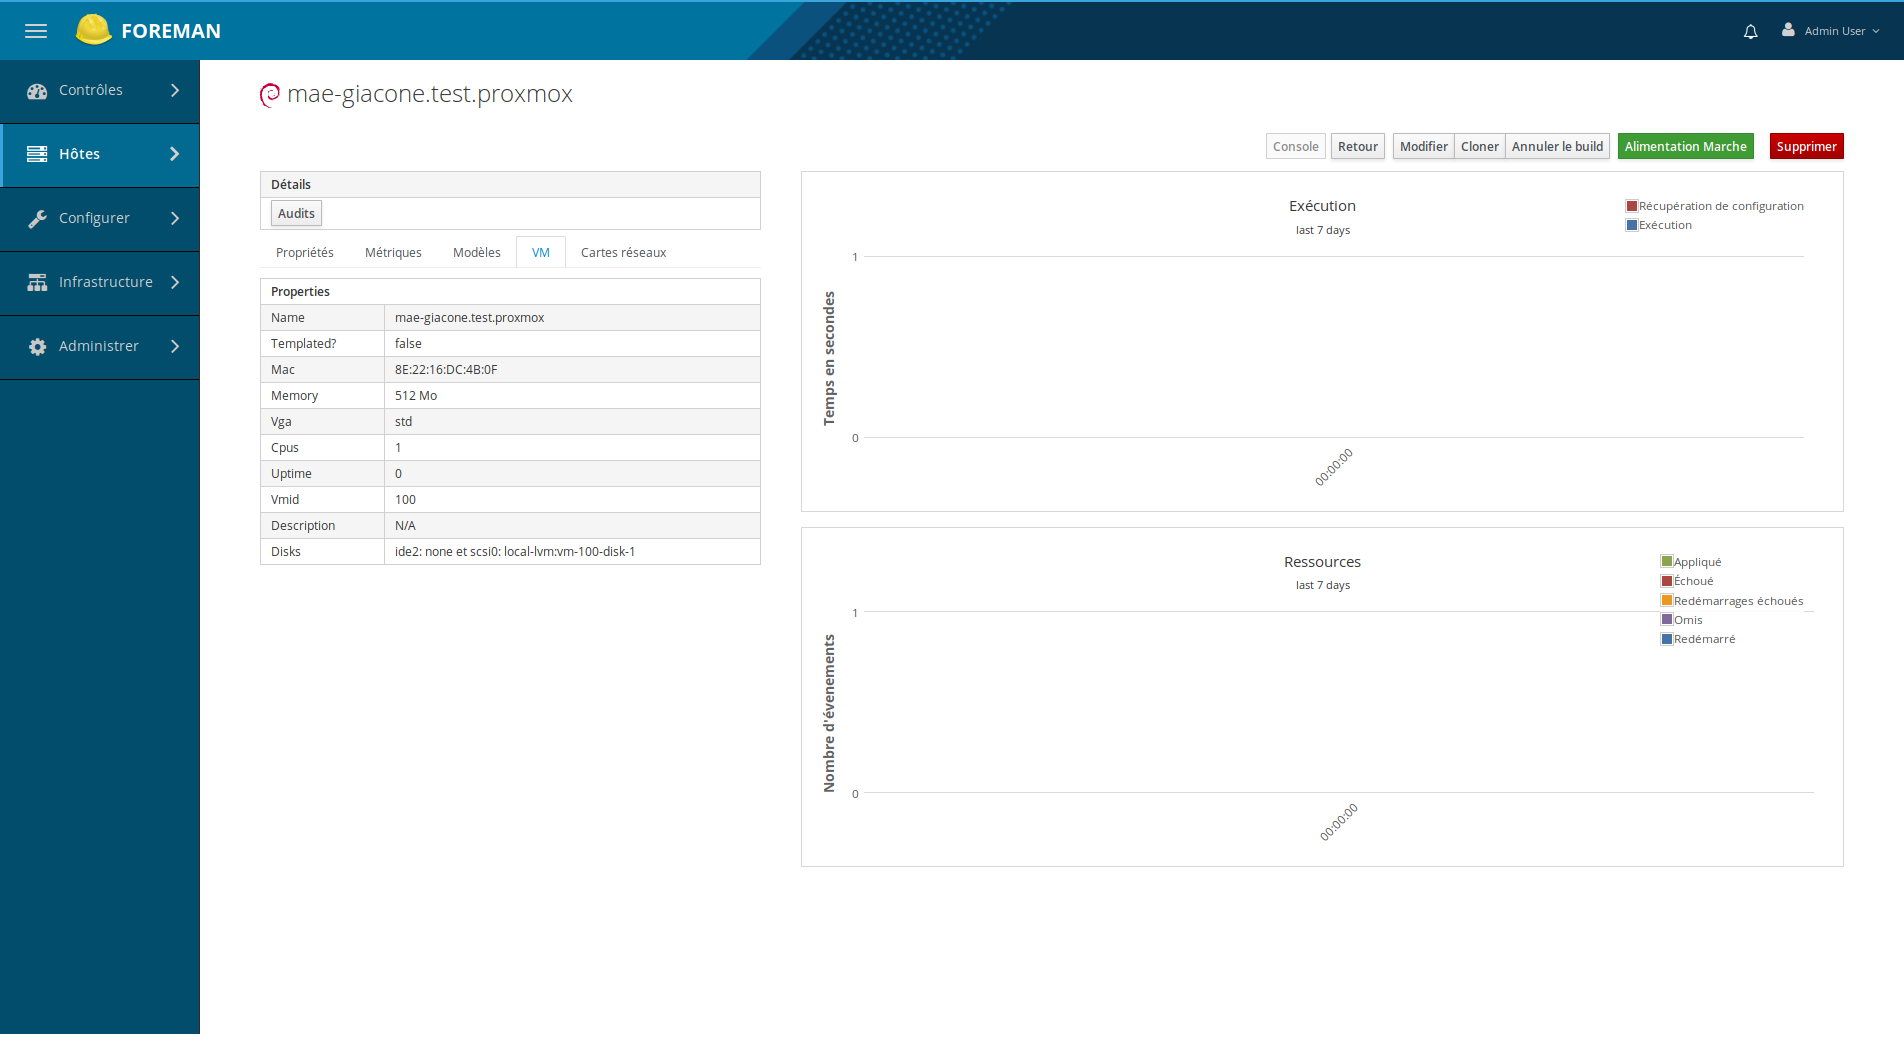 FOREMAN
Admin User
Contrôles
Hôtes
Configurer
Infrastructure
Administrer
mae-giacone.test.proxmox
Console Retour Modifier Cloner Annuler le build Alimentation Marche Supprimer
Détails
Audits
Propriétés Métriques Modèles VM Cartes réseaux
Properties
Name mae-giacone.test.proxmox
Templated? false
Mac 8E:22:16:DC:4B:0F
Memory 512 Mo
Vga std
Cpus 1
Uptime 0
Vmid 100
Description N/A
Disks ide2: none et scsi0: local-lvm:vm-100-disk-1
Exécution
last 7 days
Récupération de configuration
Exécution
Temps en secondes
1
0
00:00:00
Ressources
last 7 days
Appliqué
Échoué
Redémarrages échoués
Omis
Redémarré
Nombre d'évenements
1
0
00:00:00